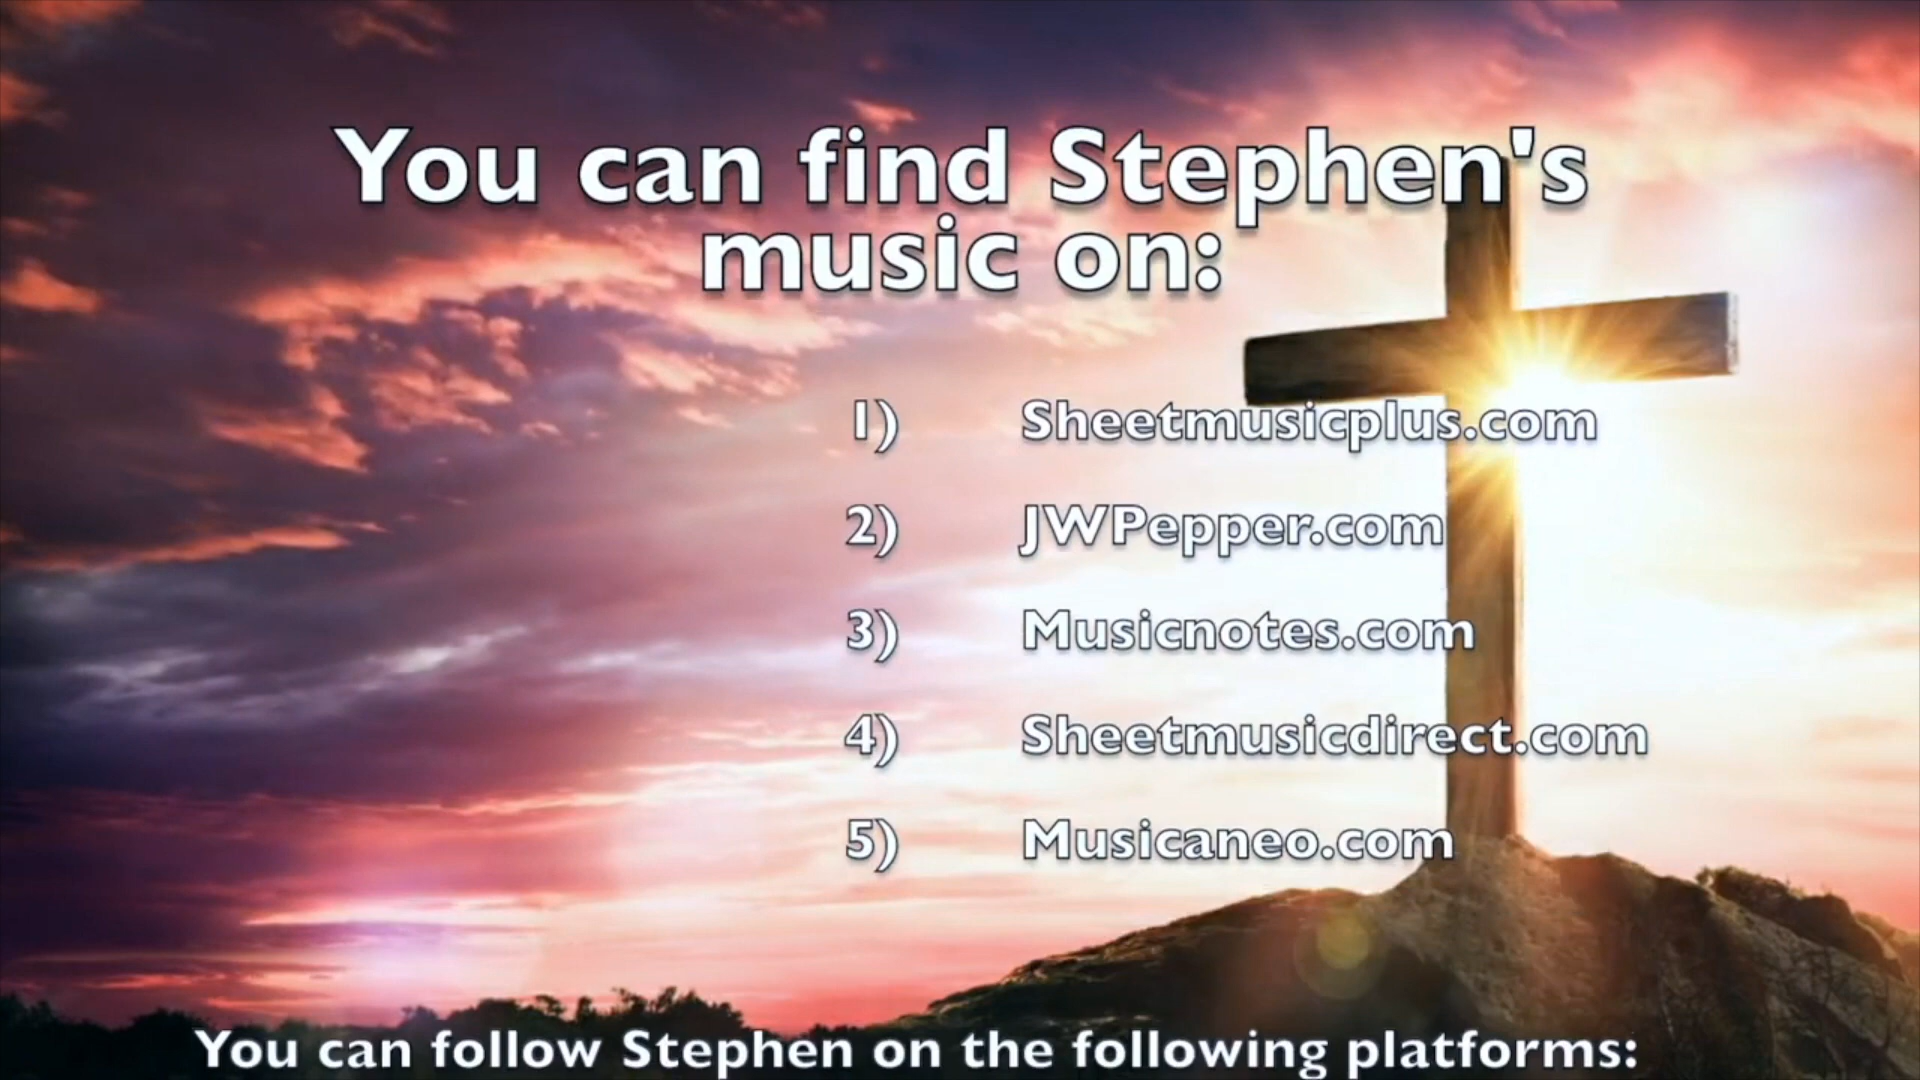 You can find Stephen's
music on:
1) Sheetmusicplus.com
2) JWPepper.com
3) Musicnotes.com
4) Sheetmusicdirect.com
5) Musicaneo.com
You can follow Stephen on the following platforms: